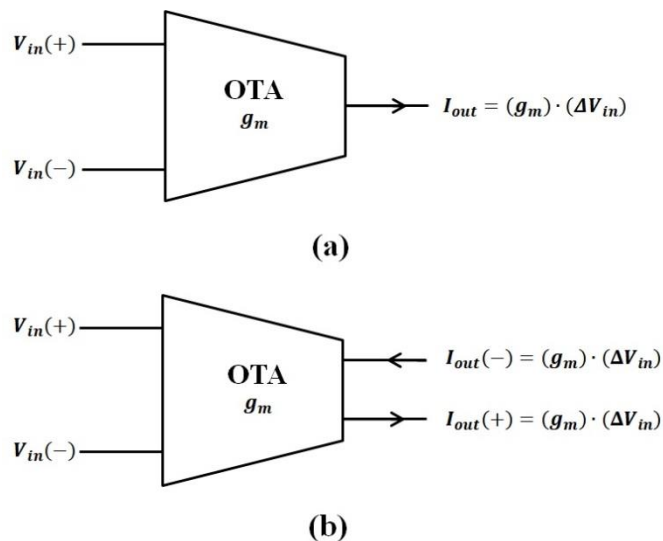 V_in(+)
OTA
g_m
I_out = (g_m) · (ΔV_in)
V_in(−)
(a)
V_in(+)
I_out(−) = (g_m) · (ΔV_in)
OTA
g_m
I_out(+) = (g_m) · (ΔV_in)
V_in(−)
(b)